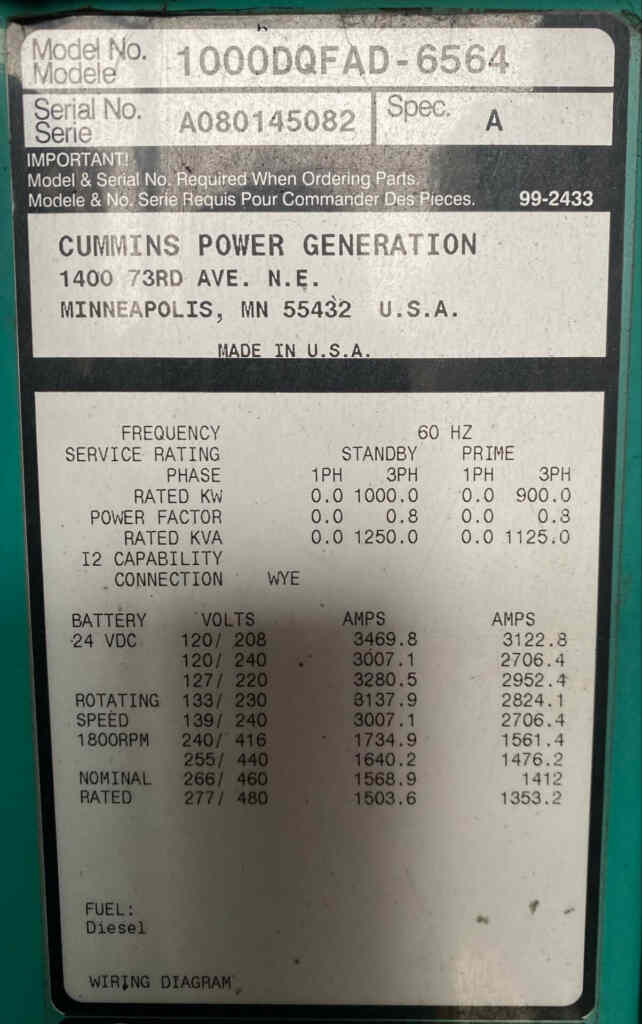 Model No. 1000DQFAD-6564
Modele
Serial No. A080145082 Spec. A
Serie
IMPORTANT!
Model & Serial No. Required When Ordering Parts.
Modele & No. Serie Requis Pour Commander Des Pieces. 99-2433
CUMMINS POWER GENERATION
1400 73RD AVE. N.E.
MINNEAPOLIS, MN 55432 U.S.A.
MADE IN U.S.A.
FREQUENCY 60 HZ
SERVICE RATING STANDBY PRIME
PHASE 1PH 3PH 1PH 3PH
RATED KW 0.0 1000.0 0.0 900.0
POWER FACTOR 0.0 0.8 0.0 0.8
RATED KVA 0.0 1250.0 0.0 1125.0
I2 CAPABILITY
CONNECTION WYE
BATTERY VOLTS AMPS AMPS
24 VDC 120/ 208 3469.8 3122.8
120/ 240 3007.1 2706.4
127/ 220 3280.5 2952.4
ROTATING 133/ 230 3137.9 2824.1
SPEED 139/ 240 3007.1 2706.4
1800RPM 240/ 416 1734.9 1561.4
255/ 440 1640.2 1476.2
NOMINAL 266/ 460 1568.9 1412
RATED 277/ 480 1503.6 1353.2
FUEL:
Diesel
WIRING DIAGRAM